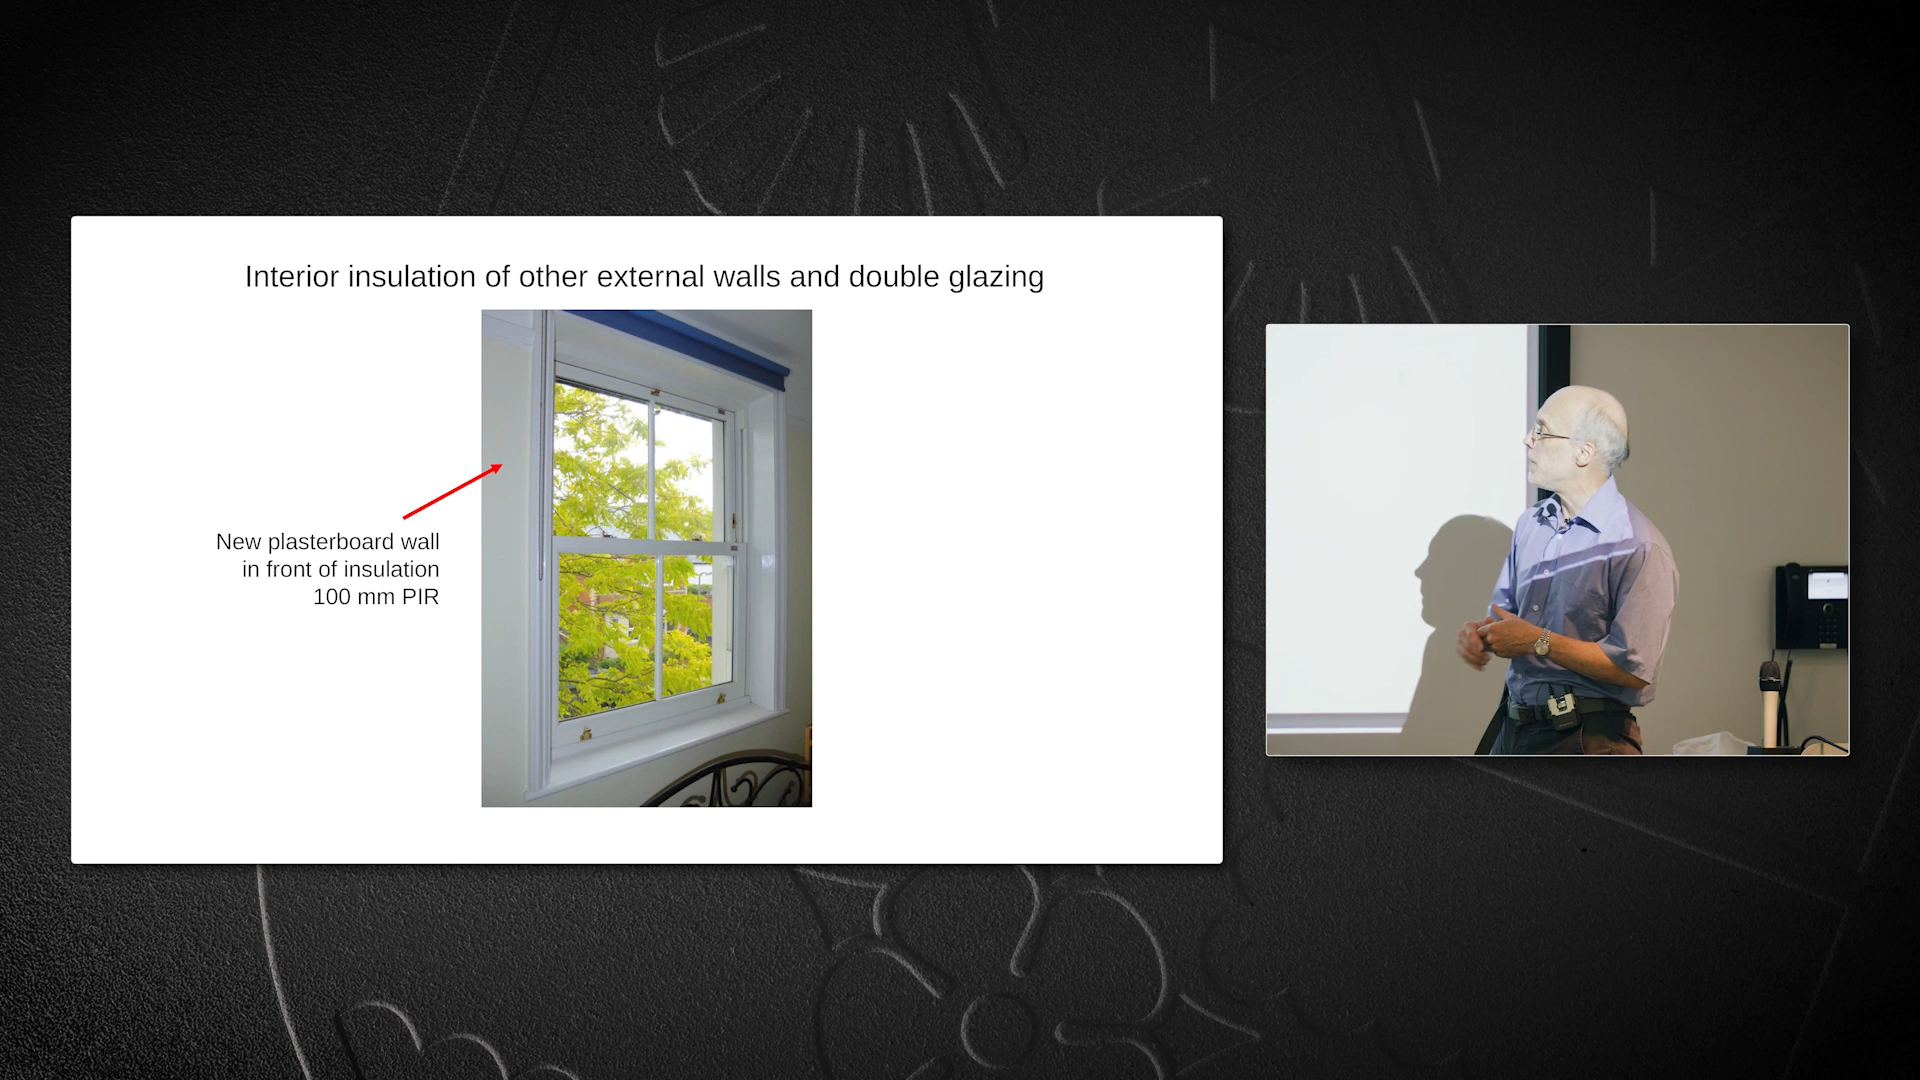 Interior insulation of other external walls and double glazing
New plasterboard wall
in front of insulation
100 mm PIR